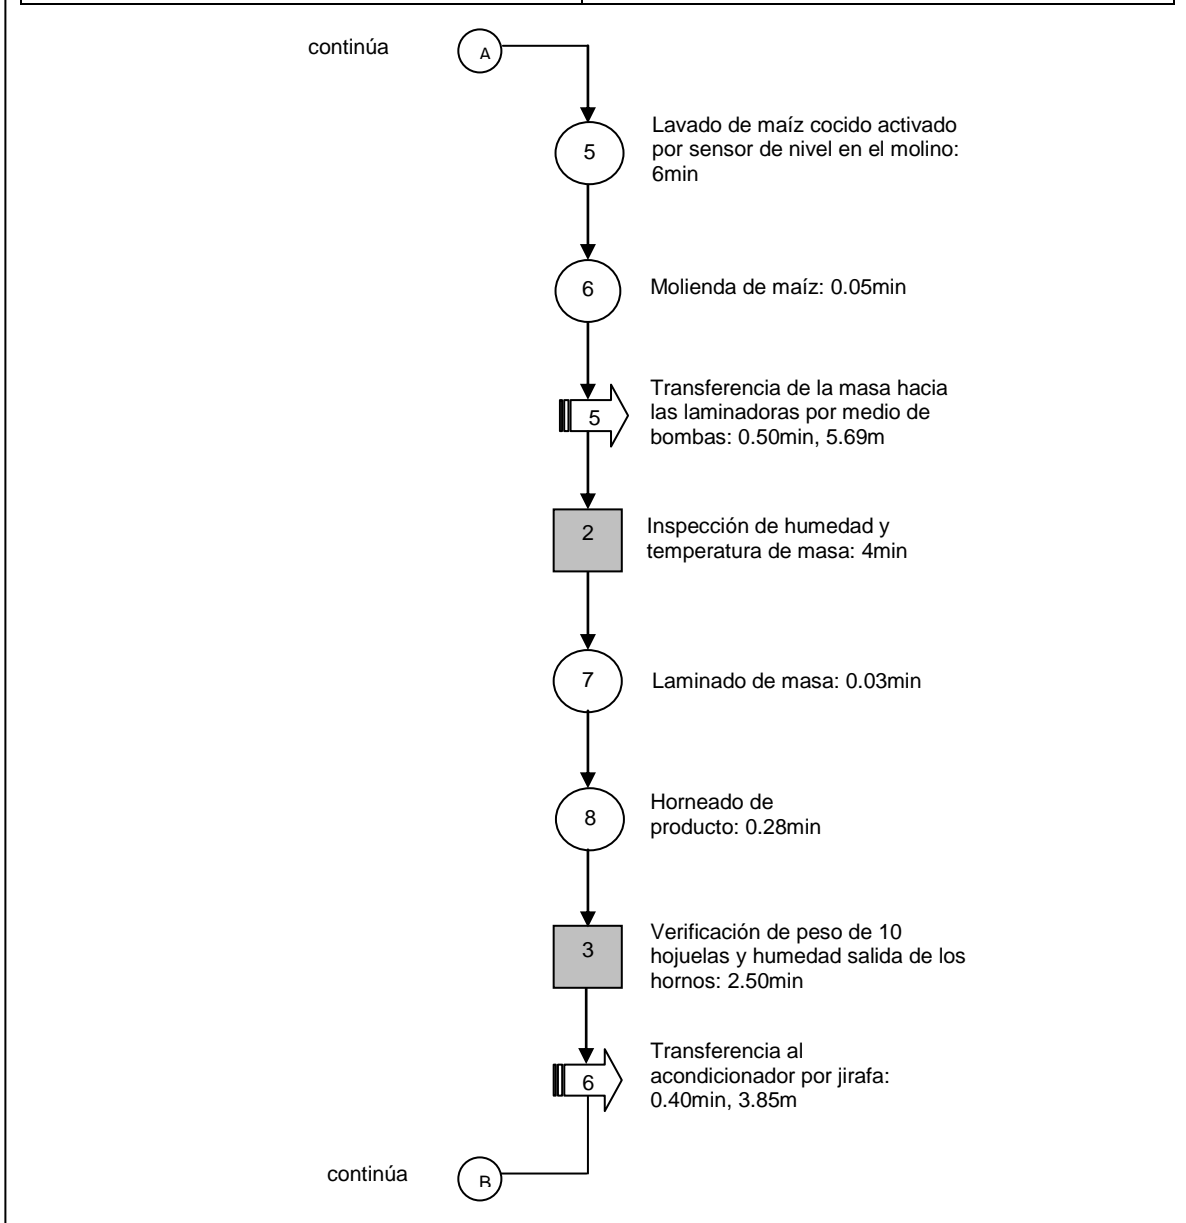 continúa
A
5
Lavado de maíz cocido activado
por sensor de nivel en el molino:
6min
6
Molienda de maíz: 0.05min
5
Transferencia de la masa hacia
las laminadoras por medio de
bombas: 0.50min, 5.69m
2
Inspección de humedad y
temperatura de masa: 4min
7
Laminado de masa: 0.03min
8
Horneado de
producto: 0.28min
3
Verificación de peso de 10
hojuelas y humedad salida de los
hornos: 2.50min
6
Transferencia al
acondicionador por jirafa:
0.40min, 3.85m
continúa
B